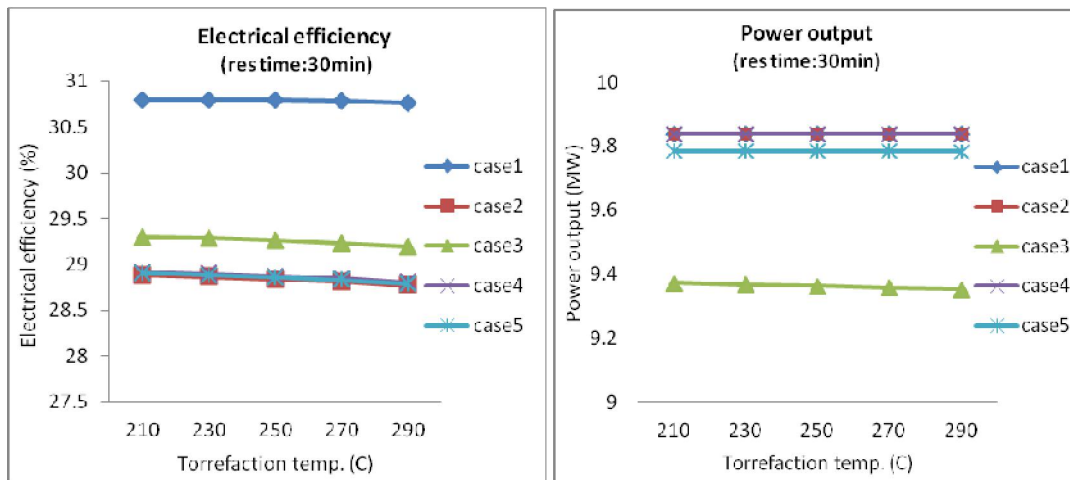 Electrical efficiency
(res time:30min)
31
30.5
30
29.5
29
28.5
28
27.5
Electrical efficiency (%)
210 230 250 270 290
Torrefaction temp. (C)
case1
case2
case3
case4
case5
Power output
(res time:30min)
10
9.8
9.6
9.4
9.2
9
Power output (MW)
210 230 250 270 290
Torrefaction temp. (C)
case1
case2
case3
case4
case5